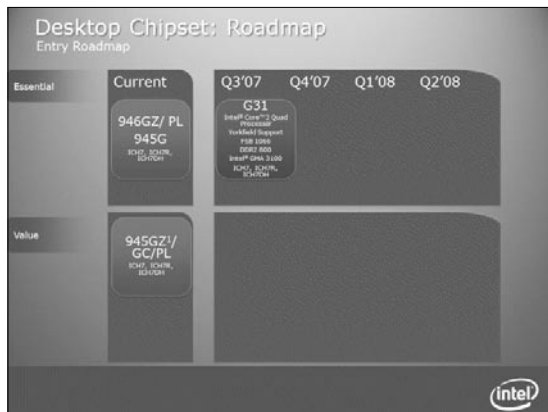 Desktop Chipset: Roadmap
Entry Roadmap
Essential
Current
Q3'07 Q4'07 Q1'08 Q2'08
946GZ/ PL
945G
ICH7, ICH7R,
ICH7DH
G31
Intel® Core™2 Quad
Processor
Yorkfield Support
FSB 1066
DDR2 800
Intel® GMA 3100
ICH7, ICH7R,
ICH7DH
Value
945GZ¹/
GC/PL
ICH7, ICH7R,
ICH7DH
intel